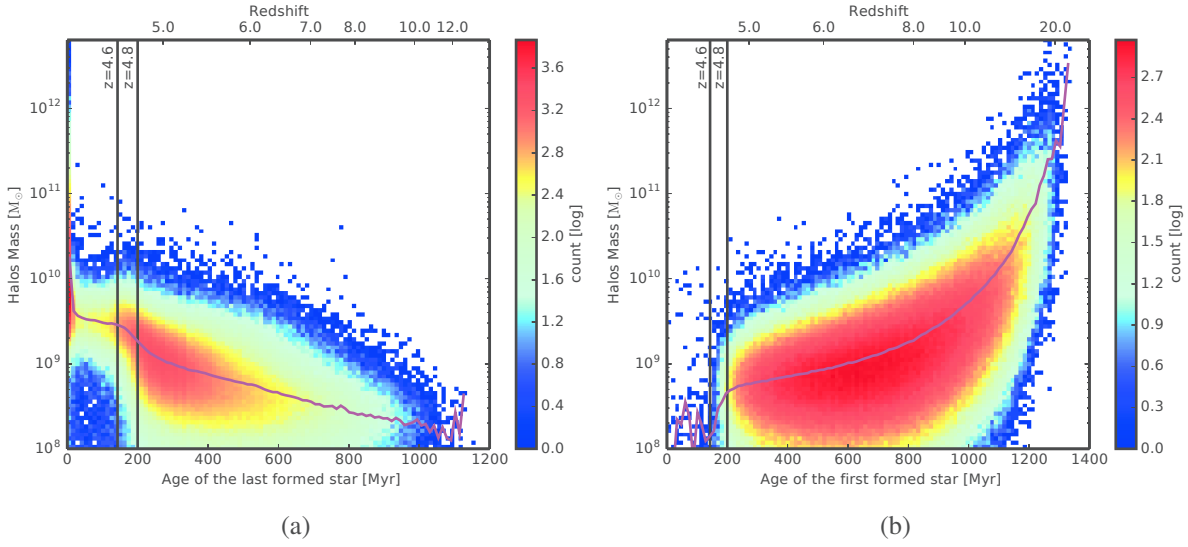 Redshift
5.0 6.0 7.0 8.0 10.0 12.0
z=4.6
z=4.8
Halos Mass [M⊙]
10^12
10^11
10^10
10^9
10^8
0 200 400 600 800 1000 1200
Age of the last formed star [Myr]
3.6
3.2
2.8
2.4
2.0
1.6
1.2
0.8
0.4
0.0
count [log]
(a)
Redshift
5.0 6.0 8.0 10.0 20.0
z=4.6
z=4.8
Halos Mass [M⊙]
10^12
10^11
10^10
10^9
10^8
0 200 400 600 800 1000 1200 1400
Age of the first formed star [Myr]
2.7
2.4
2.1
1.8
1.5
1.2
0.9
0.6
0.3
0.0
count [log]
(b)